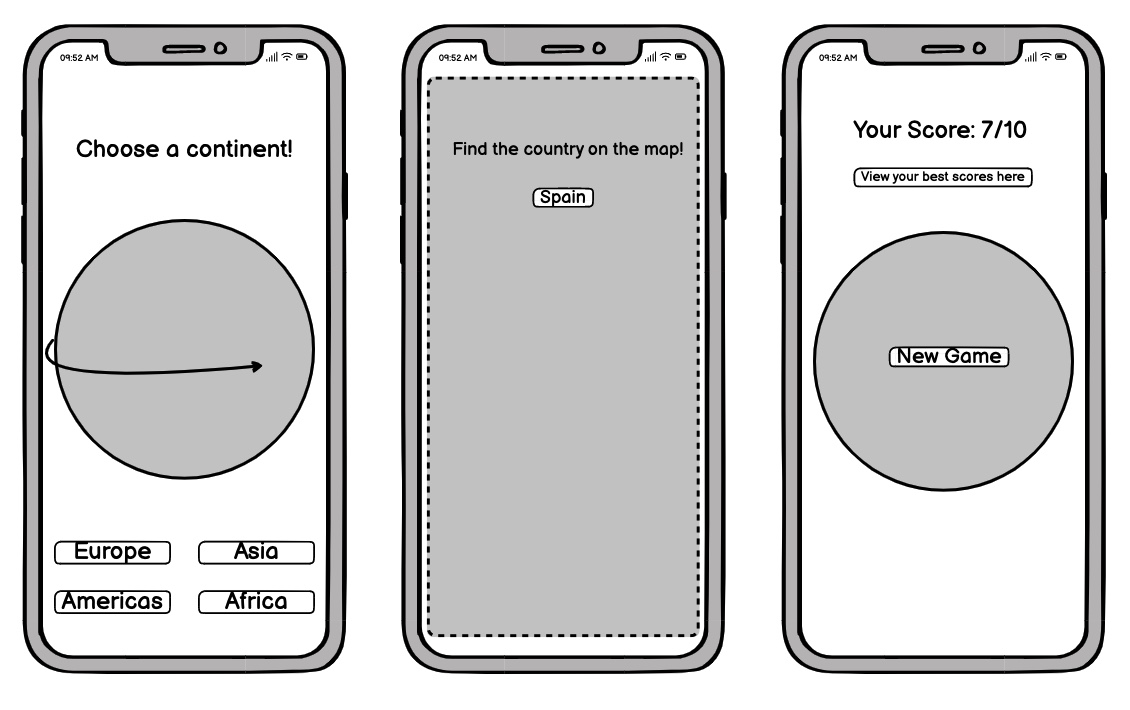 09:52 AM
Choose a continent!
Europe
Asia
Americas
Africa
09:52 AM
Find the country on the map!
Spain
09:52 AM
Your Score: 7/10
View your best scores here
New Game